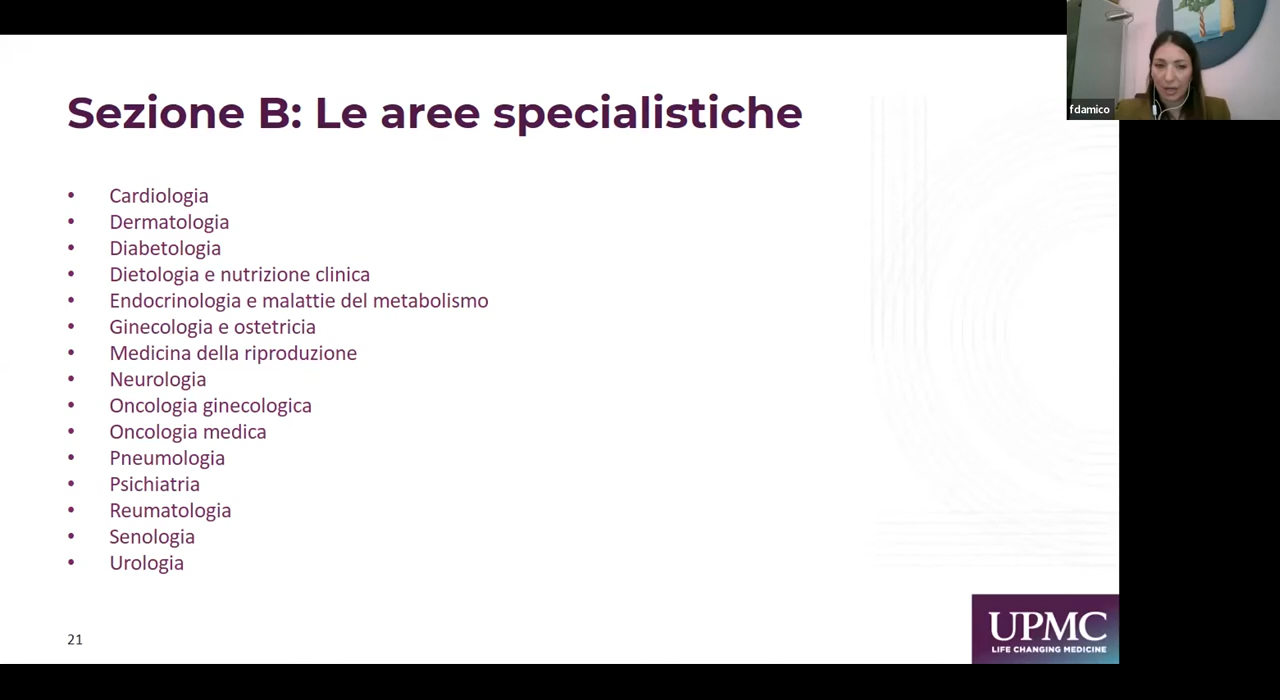 Sezione B: Le aree specialistiche
• Cardiologia
• Dermatologia
• Diabetologia
• Dietologia e nutrizione clinica
• Endocrinologia e malattie del metabolismo
• Ginecologia e ostetricia
• Medicina della riproduzione
• Neurologia
• Oncologia ginecologica
• Oncologia medica
• Pneumologia
• Psichiatria
• Reumatologia
• Senologia
• Urologia
21
UPMC
LIFE CHANGING MEDICINE
fdamico